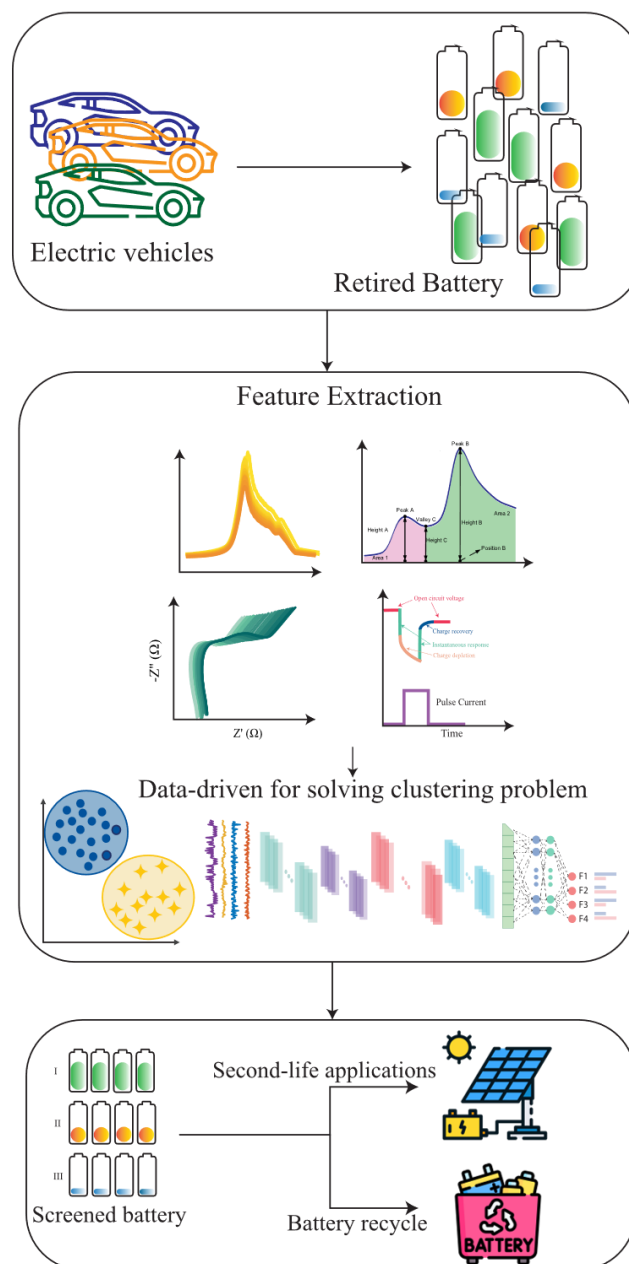 Electric vehicles
Retired Battery
Feature Extraction
Peak B
Peak A
Valley C
Area 2
Height A
Height B
Height C
Area 1
Position B
-Z'' (Ω)
Z' (Ω)
Open circuit voltage
Charge recovery
Instantaneous response
Charge depletion
Pulse Current
Time
Data-driven for solving clustering problem
F1
F2
F3
F4
I
II
III
Screened battery
Second-life applications
Battery recycle
BATTERY